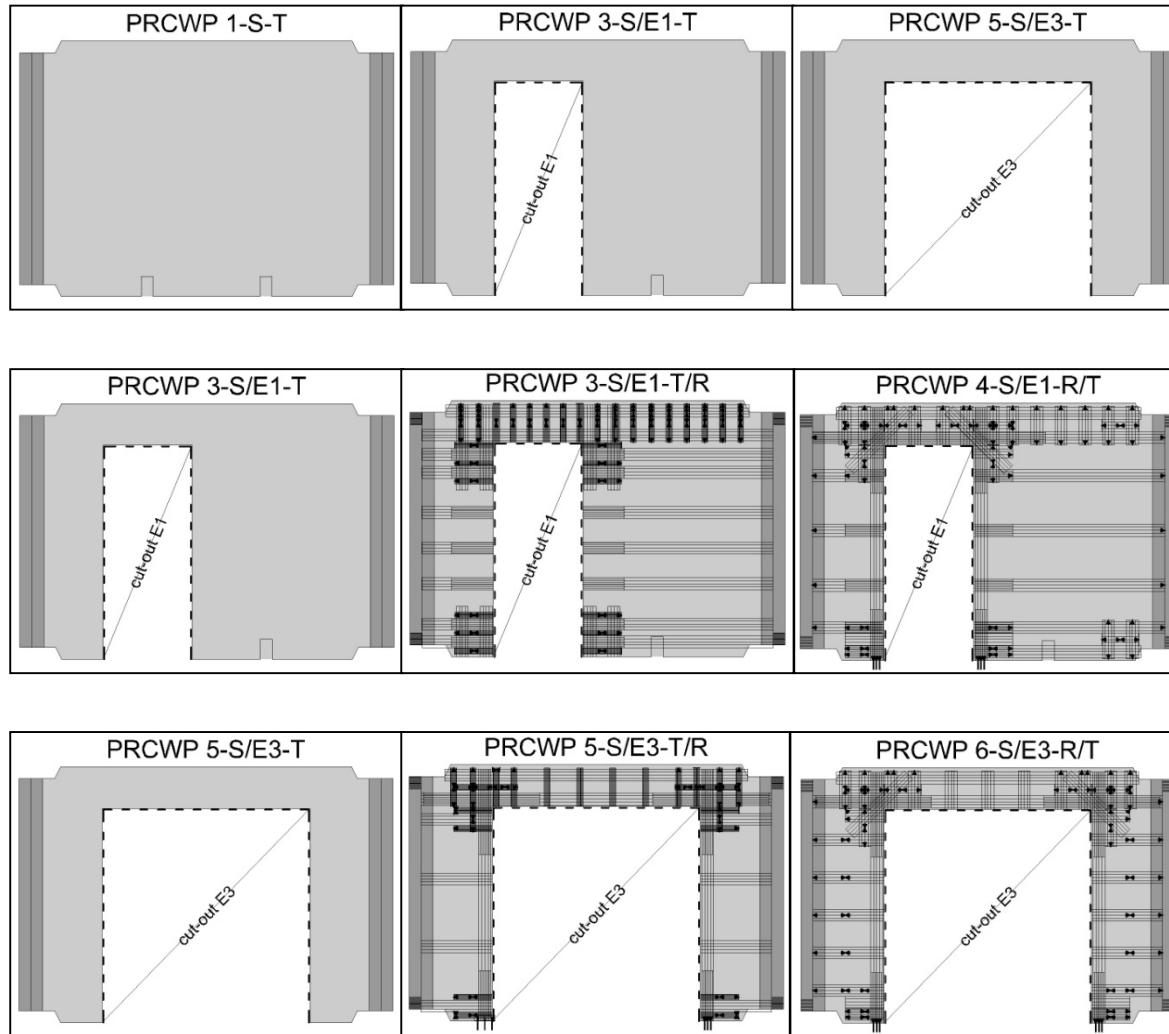 PRCWP 1-S-T
PRCWP 3-S/E1-T
PRCWP 5-S/E3-T
cut-out E1
cut-out E3
PRCWP 3-S/E1-T
PRCWP 3-S/E1-T/R
PRCWP 4-S/E1-R/T
cut-out E1
cut-out E1
cut-out E1
PRCWP 5-S/E3-T
PRCWP 5-S/E3-T/R
PRCWP 6-S/E3-R/T
cut-out E3
cut-out E3
cut-out E3